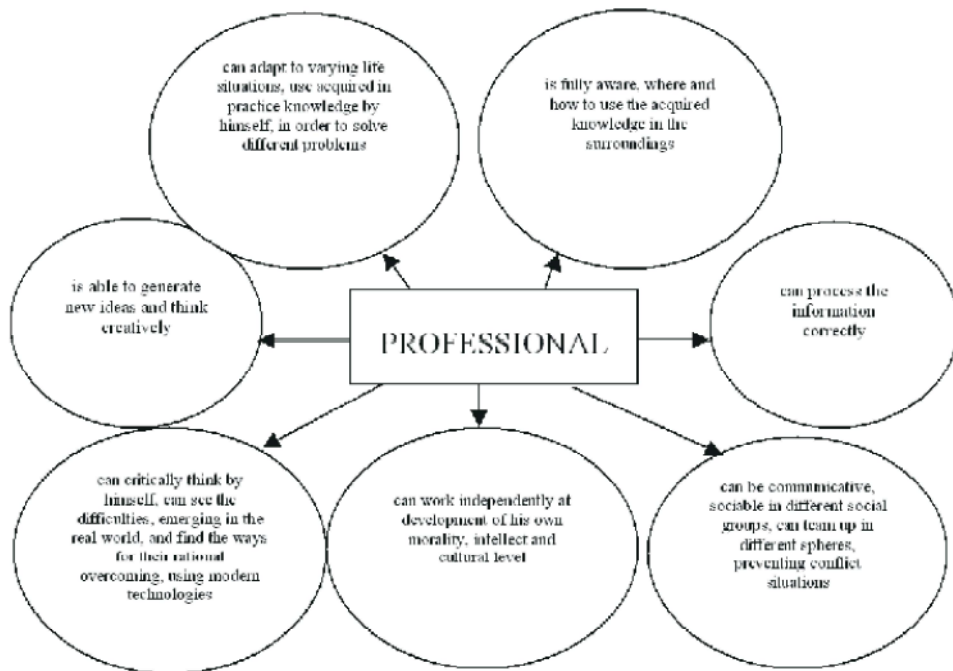 can adapt to varying life
situations, use acquired in
practice knowledge by
himself, in order to solve
different problems
is fully aware, where and
how to use the acquired
knowledge in the
surroundings
is able to generate
new ideas and think
creatively
PROFESSIONAL
can process the
information
correctly
can critically think by
himself, can see the
difficulties, emerging in the
real world, and find the ways
for their rational
overcoming, using modern
technologies
can work independently at
development of his own
morality, intellect and
cultural level
can be communicative,
sociable in different social
groups, can team up in
different spheres,
preventing conflict
situations